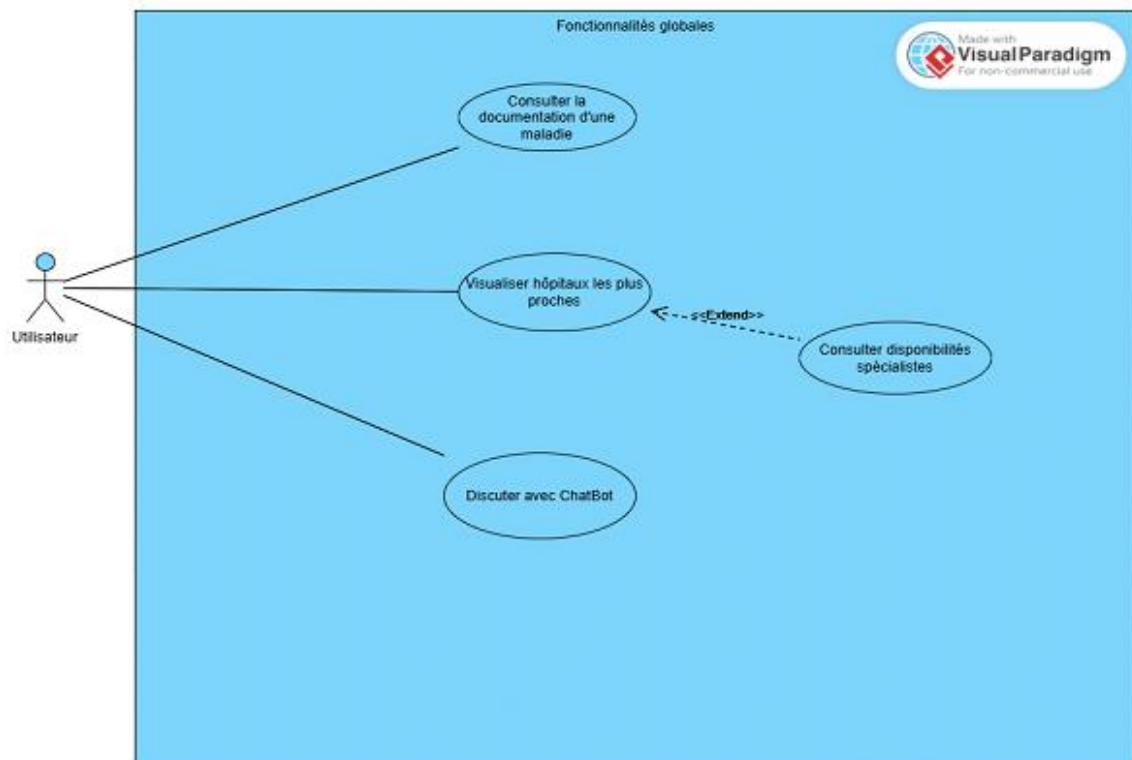 Fonctionnalités globales
Made with
Visual Paradigm
For non-commercial use
Consulter la
documentation d'une
maladie
Visualiser hôpitaux les plus
proches
<<Extend>>
Consulter disponibilités
spècialistes
Utilisateur
Discuter avec ChatBot